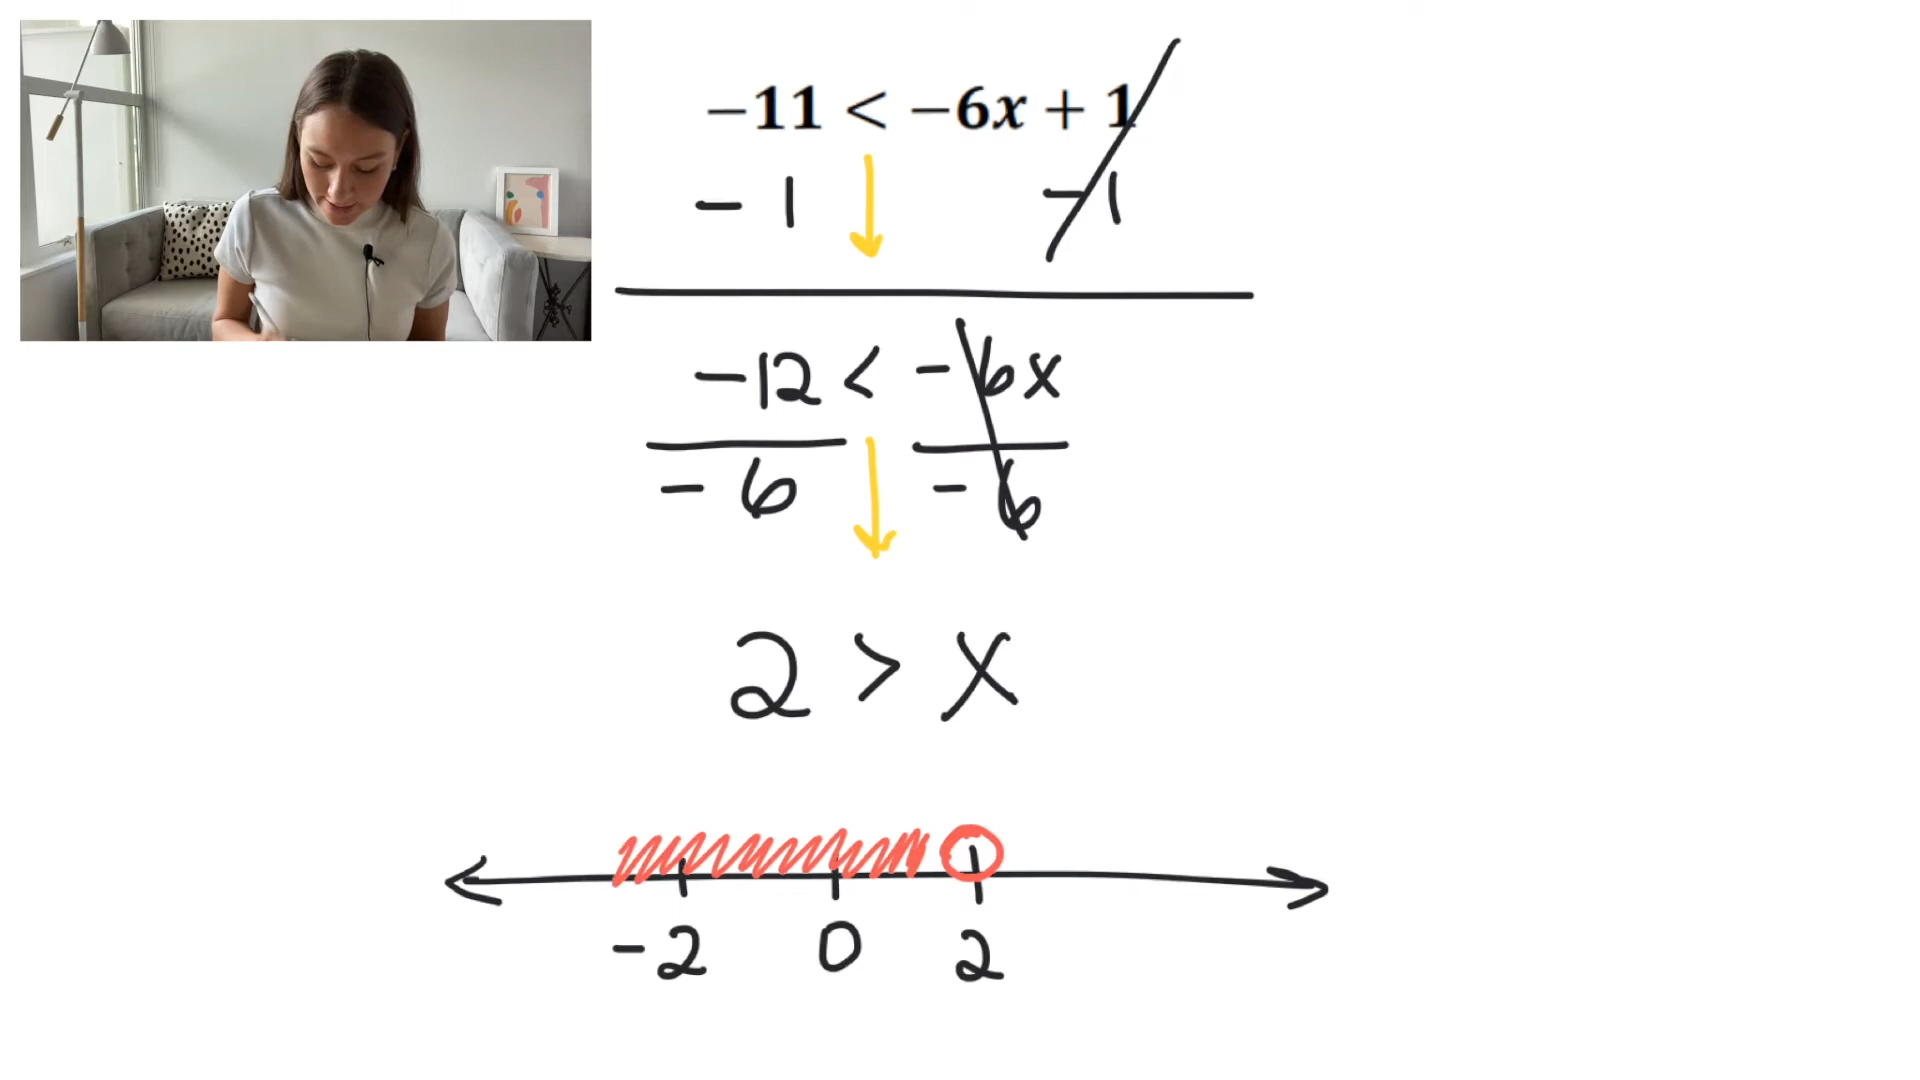 −11 < −6x + 1
- 1 -1
-12 < -6x
-6 -6
2 > x
-2 0 2